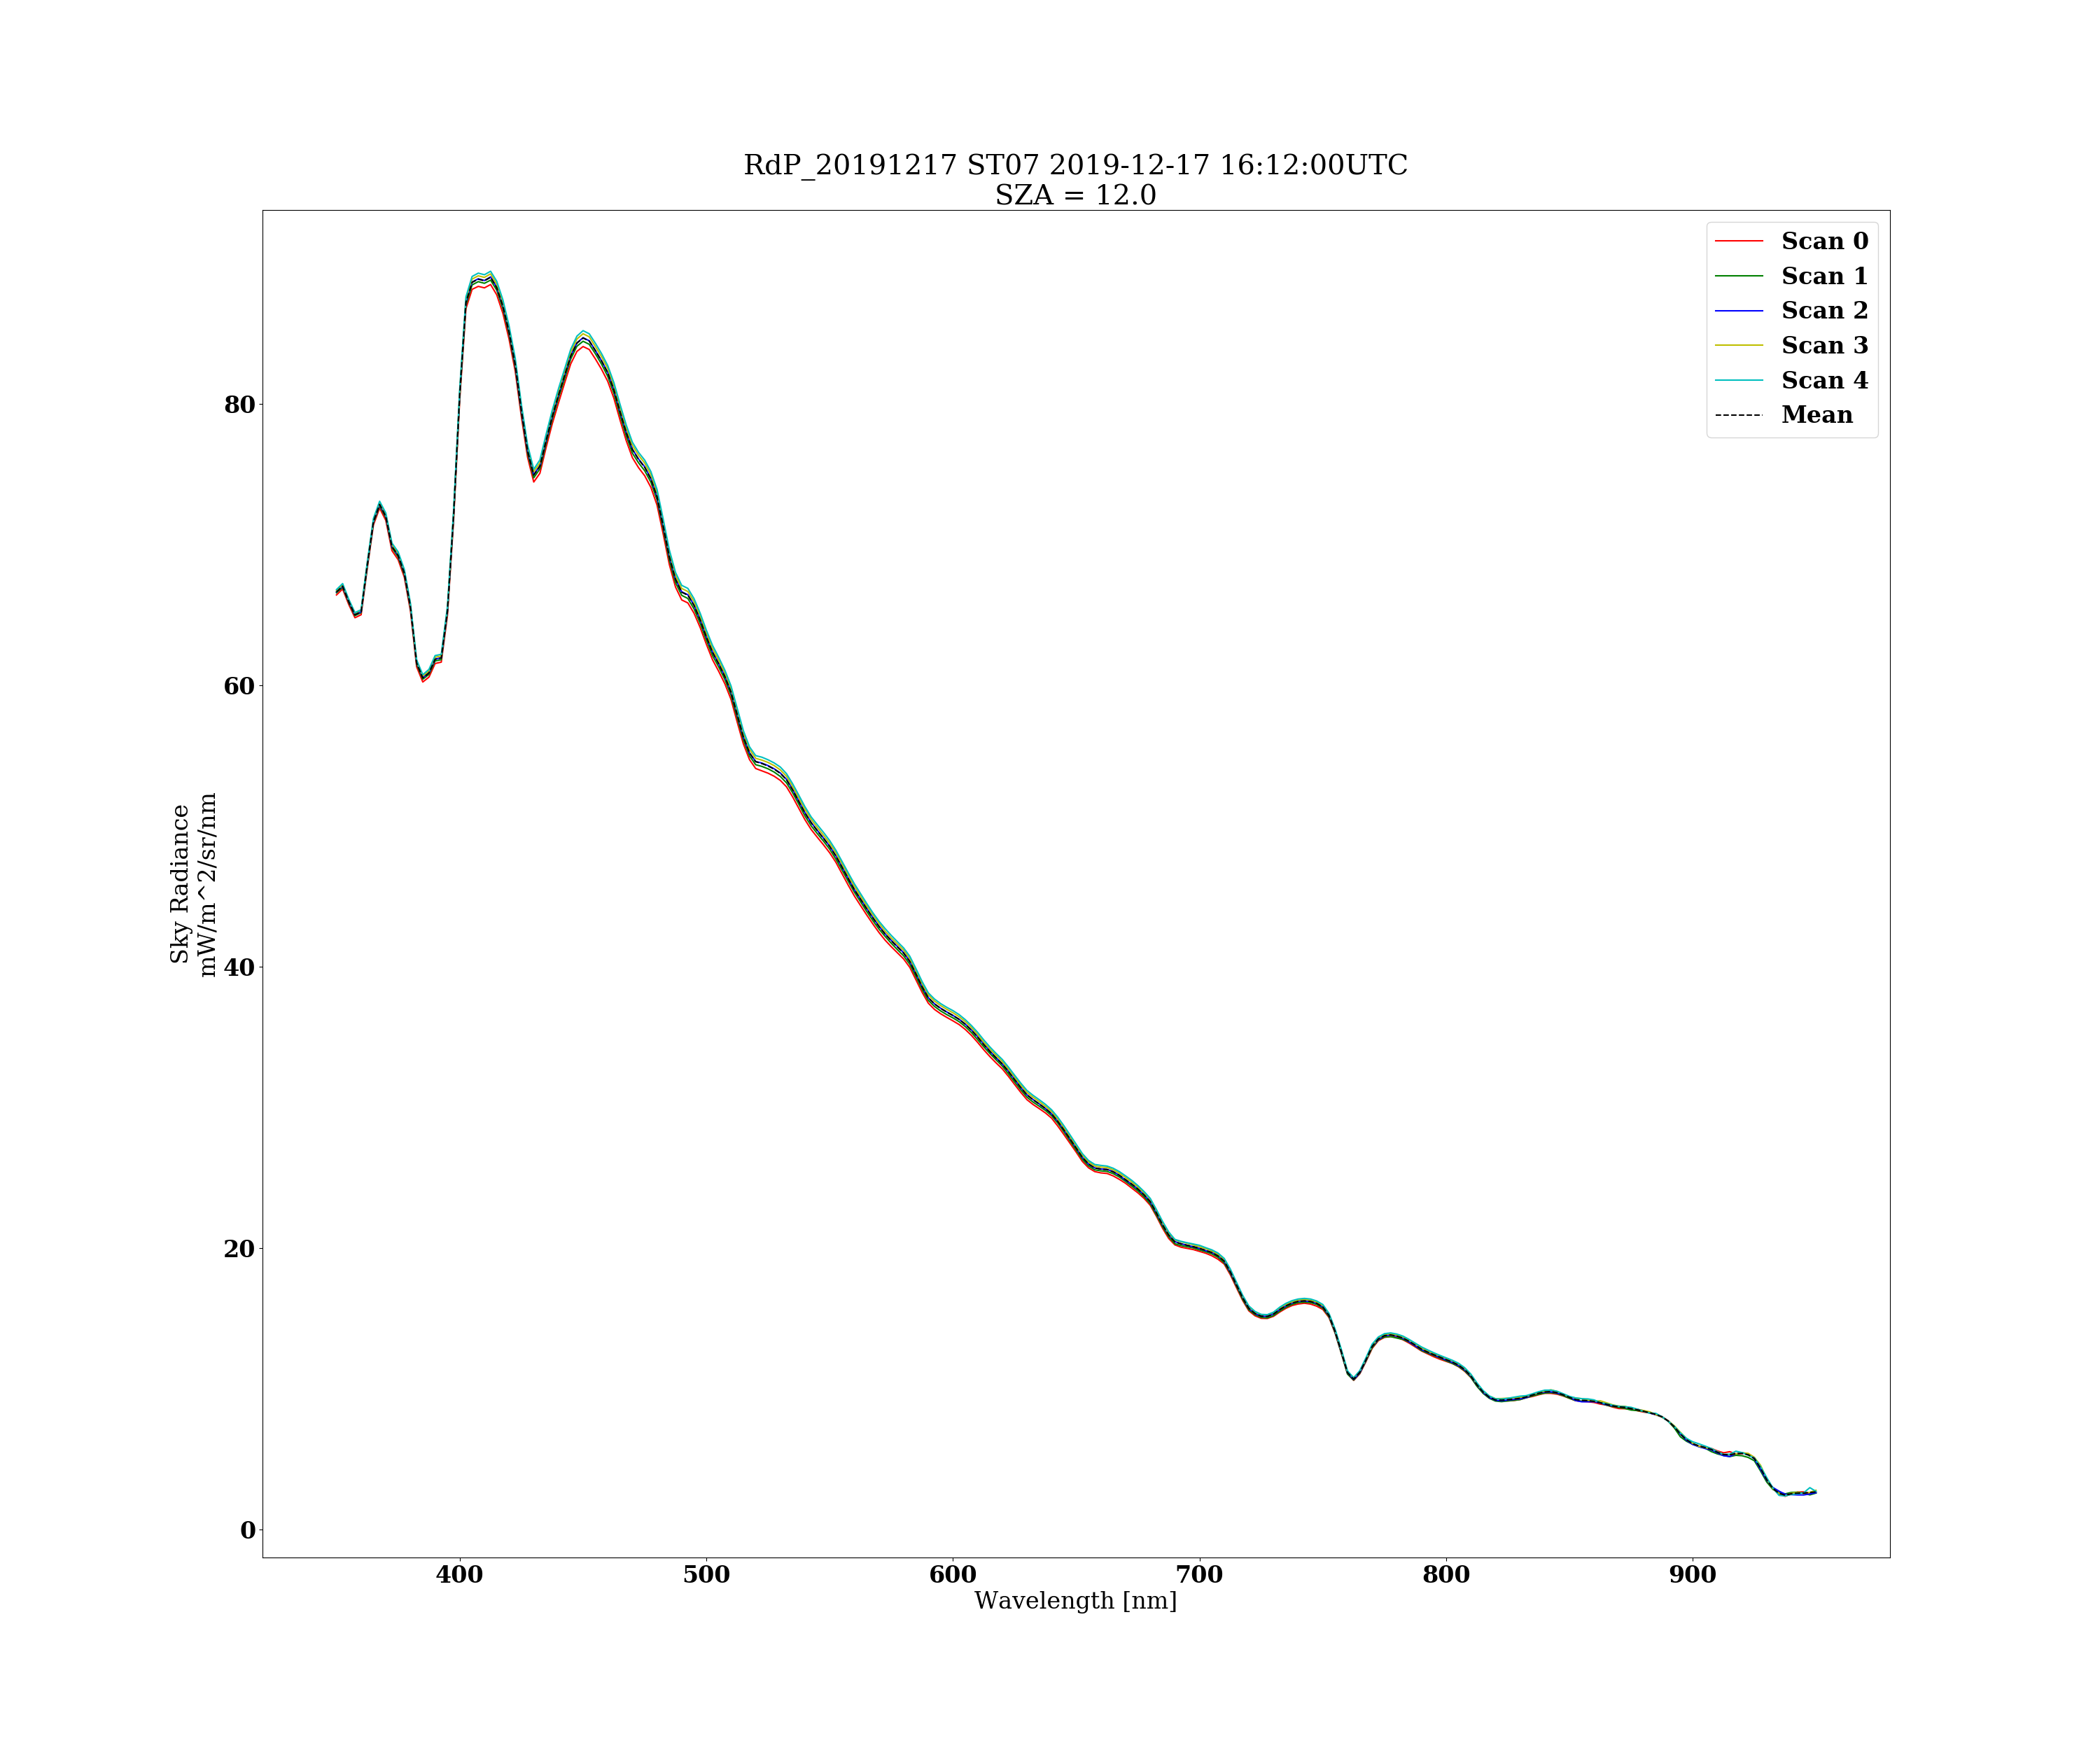 RdP_20191217 ST07 2019-12-17 16:12:00UTC
SZA = 12.0
Scan 0
Scan 1
Scan 2
Scan 3
Scan 4
Mean
Sky Radiance
mW/m^2/sr/nm
80
60
40
20
0
400 500 600 700 800 900
Wavelength [nm]